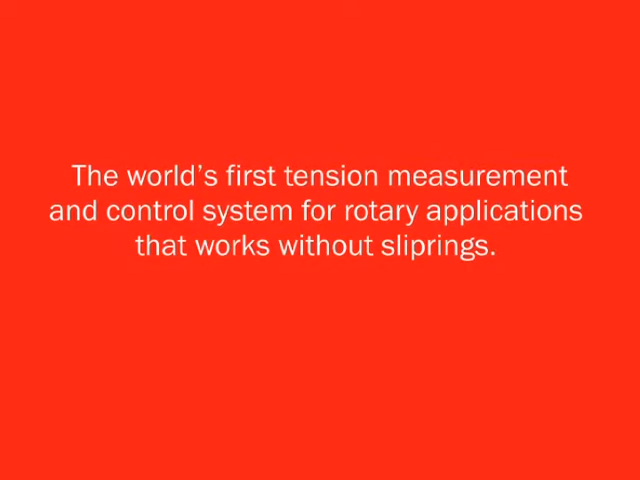 The world’s first tension measurement
and control system for rotary applications
that works without sliprings.